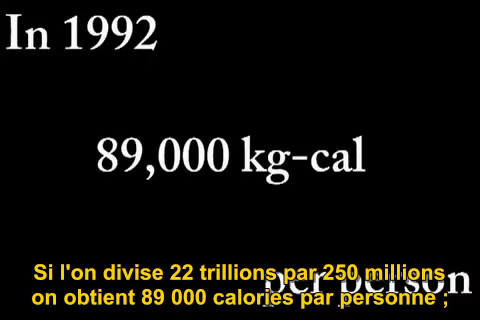 In 1992
89,000 kg-cal
per person
Si l'on divise 22 trillions par 250 millions
on obtient 89 000 calories par personne ;